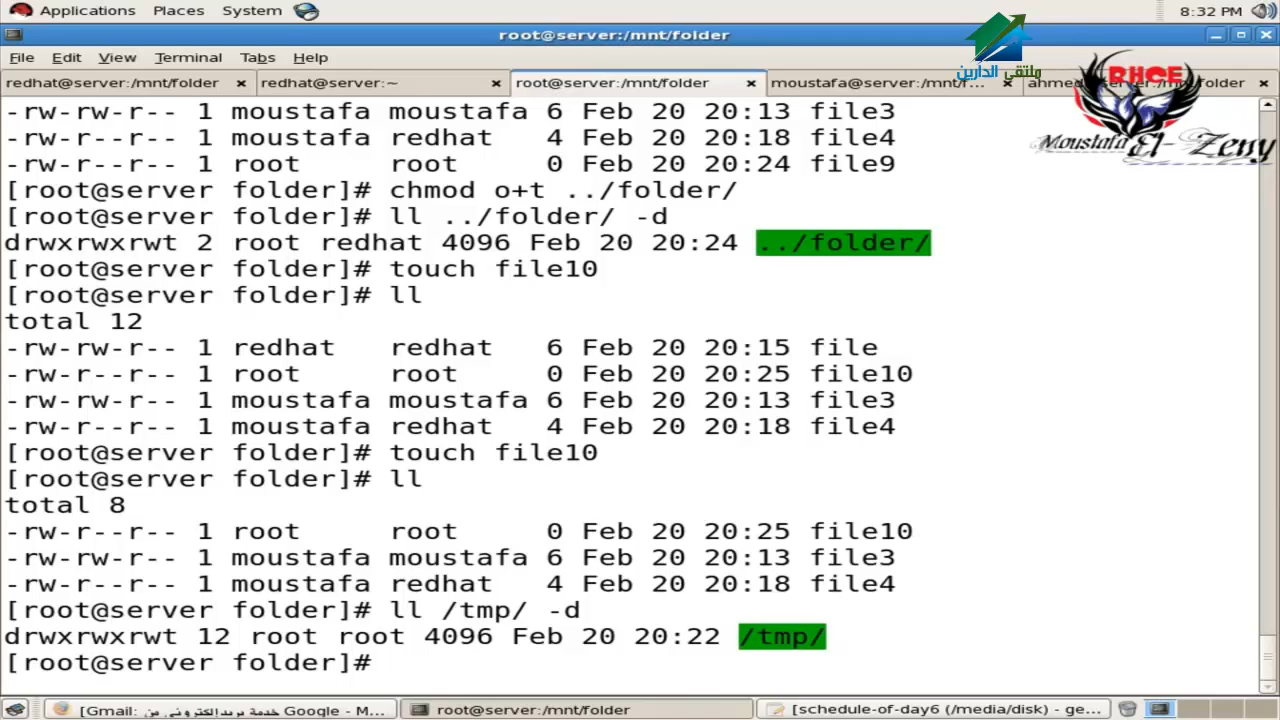 Applications Places System 8:32 PM
root@server:/mnt/folder
File Edit View Terminal Tabs Help
ملتقى الدارين
redhat@server:/mnt/folder redhat@server:~ root@server:/mnt/folder moustafa@server:/mnt/f... :/mnt/folder
RHCE
Moustafa El-Zeny
-rw-rw-r-- 1 moustafa moustafa 6 Feb 20 20:13 file3
-rw-rw-r-- 1 moustafa redhat 4 Feb 20 20:18 file4
-rw-r--r-- 1 root root 0 Feb 20 20:24 file9
[root@server folder]# chmod o+t ../folder/
[root@server folder]# ll ../folder/ -d
drwxrwxrwt 2 root redhat 4096 Feb 20 20:24 ../folder/
[root@server folder]# touch file10
[root@server folder]# ll
total 12
-rw-rw-r-- 1 redhat redhat 6 Feb 20 20:15 file
-rw-r--r-- 1 root root 0 Feb 20 20:25 file10
-rw-rw-r-- 1 moustafa moustafa 6 Feb 20 20:13 file3
-rw-rw-r-- 1 moustafa redhat 4 Feb 20 20:18 file4
[root@server folder]# touch file10
[root@server folder]# ll
total 8
-rw-r--r-- 1 root root 0 Feb 20 20:25 file10
-rw-rw-r-- 1 moustafa moustafa 6 Feb 20 20:13 file3
-rw-rw-r-- 1 moustafa redhat 4 Feb 20 20:18 file4
[root@server folder]# ll /tmp/ -d
drwxrwxrwt 12 root root 4096 Feb 20 20:22 /tmp/
[root@server folder]#
[Gmail: خدمة بريد إلكتروني من Google - M... root@server:/mnt/folder [schedule-of-day6 (/media/disk) - ge...